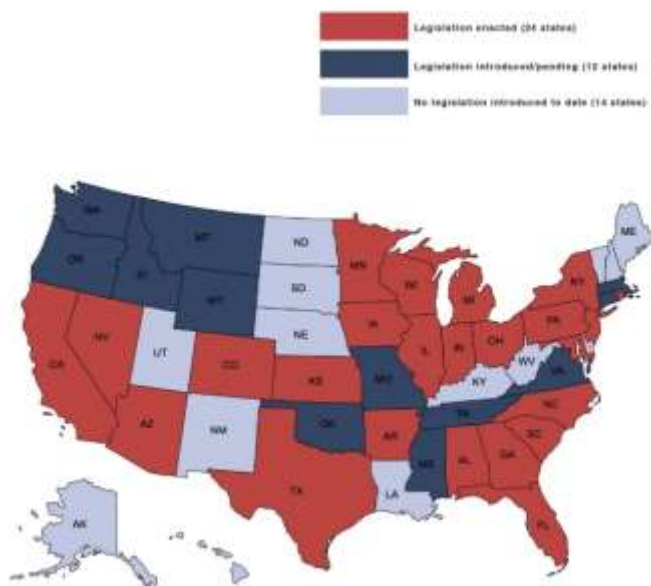 Legislation enacted (24 states)
Legislation introduced/pending (12 states)
No legislation introduced to date (14 states)
WA
MT
ND
MN
ME
OR
ID
SD
WI
MI
NY
WY
NE
IA
PA
NV
UT
CO
IL
IN
OH
WV
VA
CA
KS
MO
KY
AZ
NM
OK
AR
TN
NC
SC
TX
LA
MS
AL
GA
FL
AK